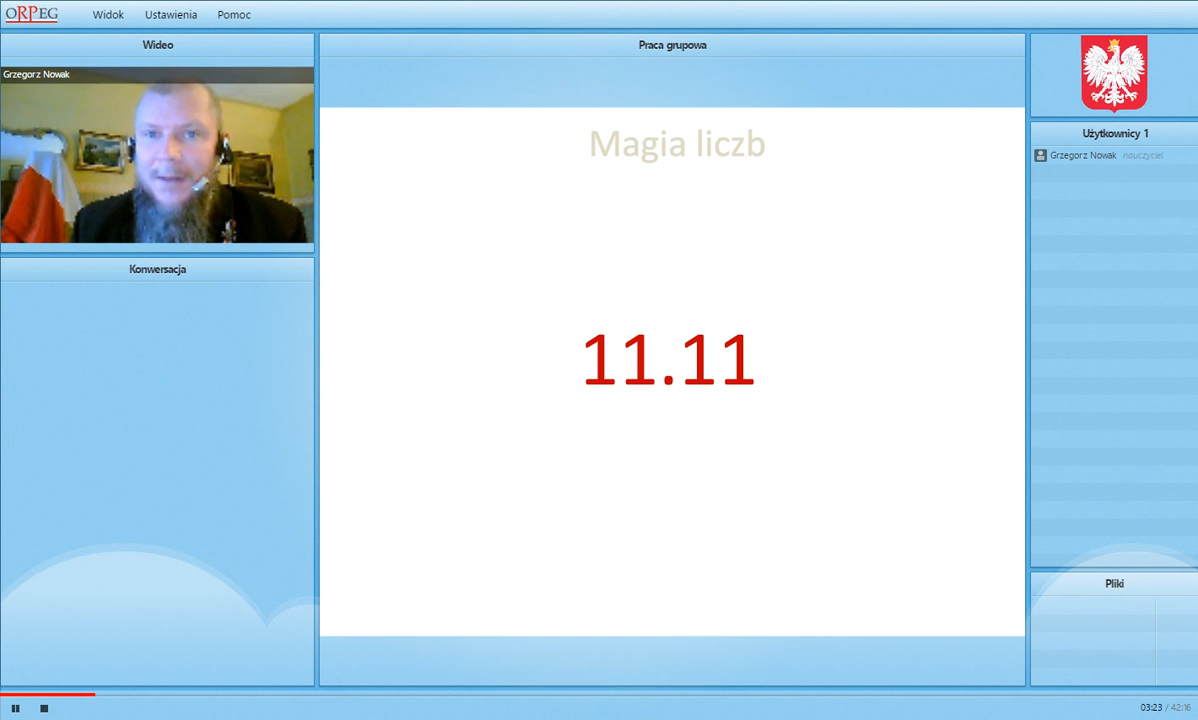 ORPEG
Widok Ustawienia Pomoc
Wideo
Grzegorz Nowak
Konwersacja
Praca grupowa
Magia liczb
11.11
Użytkownicy 1
Grzegorz Nowak nauczyciel
Pliki
03:23 / 42:16